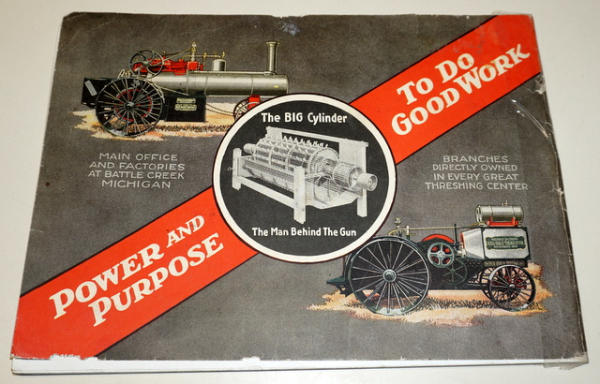 To Do
Good Work
The BIG Cylinder
MAIN OFFICE
AND FACTORIES
AT BATTLE CREEK
MICHIGAN
BRANCHES
DIRECTLY OWNED
IN EVERY GREAT
THRESHING CENTER
The Man Behind The Gun
POWER AND
PURPOSE